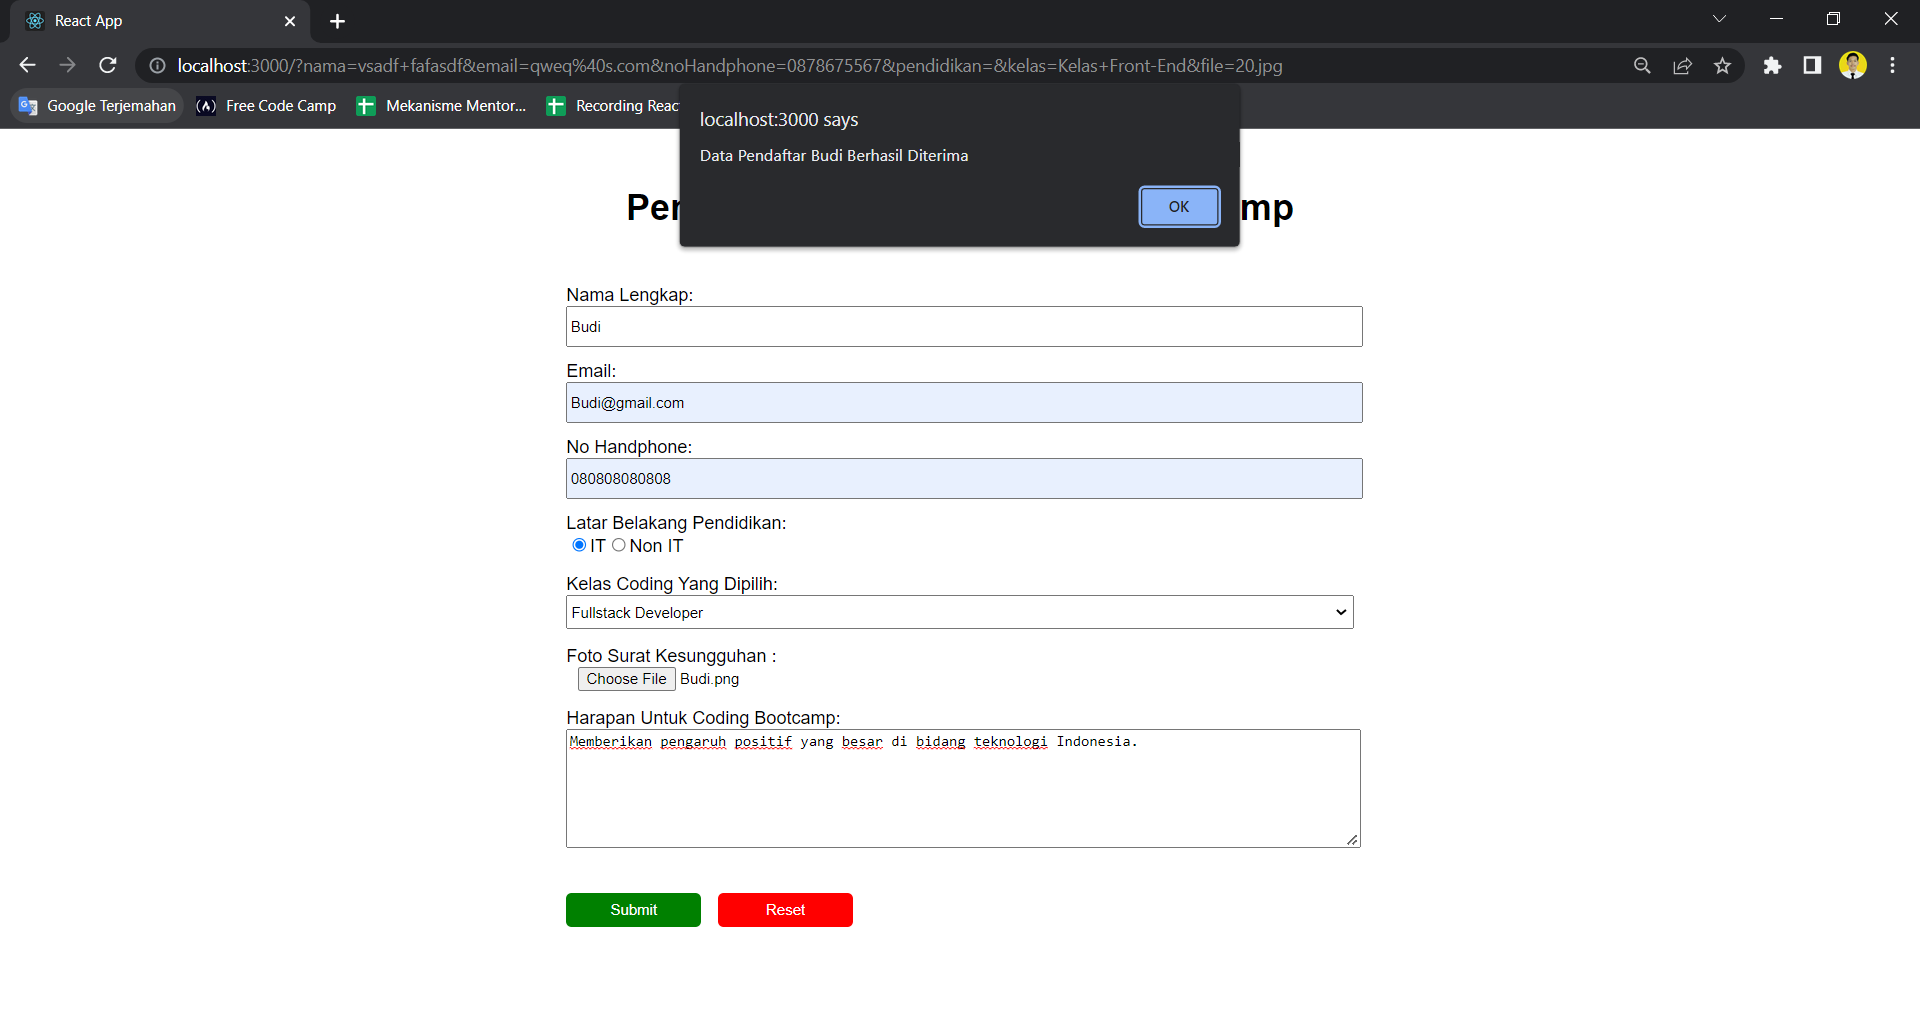 React App
localhost:3000/?nama=vsadf+fafasdf&email=qweq%40s.com&noHandphone=0878675567&pendidikan=&kelas=Kelas+Front-End&file=20.jpg
Google Terjemahan Free Code Camp Mekanisme Mentor... Recording Reac
localhost:3000 says
Data Pendaftar Budi Berhasil Diterima
OK
Nama Lengkap:
Budi
Email:
Budi@gmail.com
No Handphone:
080808080808
Latar Belakang Pendidikan:
IT Non IT
Kelas Coding Yang Dipilih:
Fullstack Developer
Foto Surat Kesungguhan :
Choose File Budi.png
Harapan Untuk Coding Bootcamp:
Memberikan pengaruh positif yang besar di bidang teknologi Indonesia.
Submit Reset